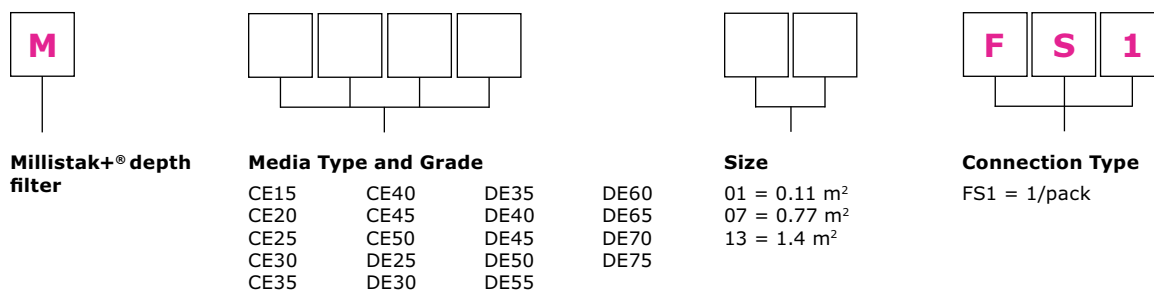 M F S 1
Millistak+® depth
filter
Media Type and Grade
CE15 CE40 DE35 DE60
CE20 CE45 DE40 DE65
CE25 CE50 DE45 DE70
CE30 DE25 DE50 DE75
CE35 DE30 DE55
Size
01 = 0.11 m²
07 = 0.77 m²
13 = 1.4 m²
Connection Type
FS1 = 1/pack